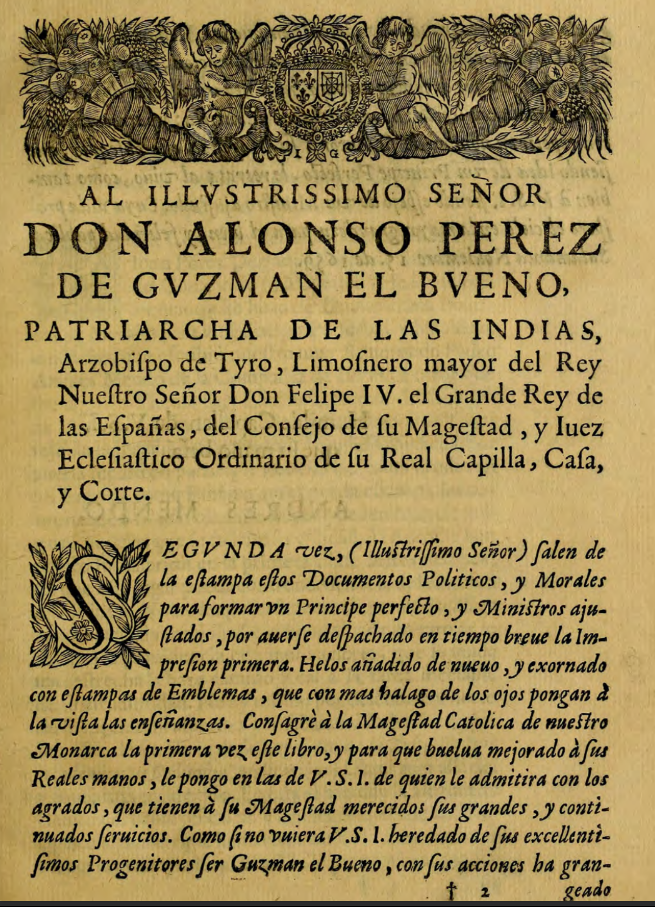 I G
AL ILLVSTRISSIMO SEÑOR
DON ALONSO PEREZ
DE GVZMAN EL BVENO,
PATRIARCHA DE LAS INDIAS,
Arzobiſpo de Tyro, Limoſnero mayor del Rey
Nueſtro Señor Don Felipe IV. el Grande Rey de
las Eſpañas, del Conſejo de ſu Mageſtad, y Iuez
Ecleſiaſtico Ordinario de ſu Real Capilla, Caſa,
y Corte.
SEGVNDA vez, (Illuſtriſſimo Señor) ſalen de
la eſtampa eſtos Documentos Politicos, y Morales
para formar vn Principe perfecto, y Miniſtros aju-
ſtados, por auerſe deſpachado en tiempo breue la Im-
preſion primera. Helos añadido de nueuo, y exornado
con eſtampas de Emblemas, que con mas halago de los ojos pongan à
la viſta las enſeñanzas. Conſagrè à la Mageſtad Catolica de nueſtro
Monarca la primera vez eſte libro, y para que buelua mejorado à ſus
Reales manos, le pongo en las de V. S. I. de quien le admitira con los
agrados, que tienen à ſu Mageſtad merecidos ſus grandes, y conti-
nuados ſeruicios. Como ſi no vuiera V.S.I. heredado de ſus excellenti-
ſimos Progenitores ſer Guzman el Bueno, con ſus acciones ha gran-
† 2 geado